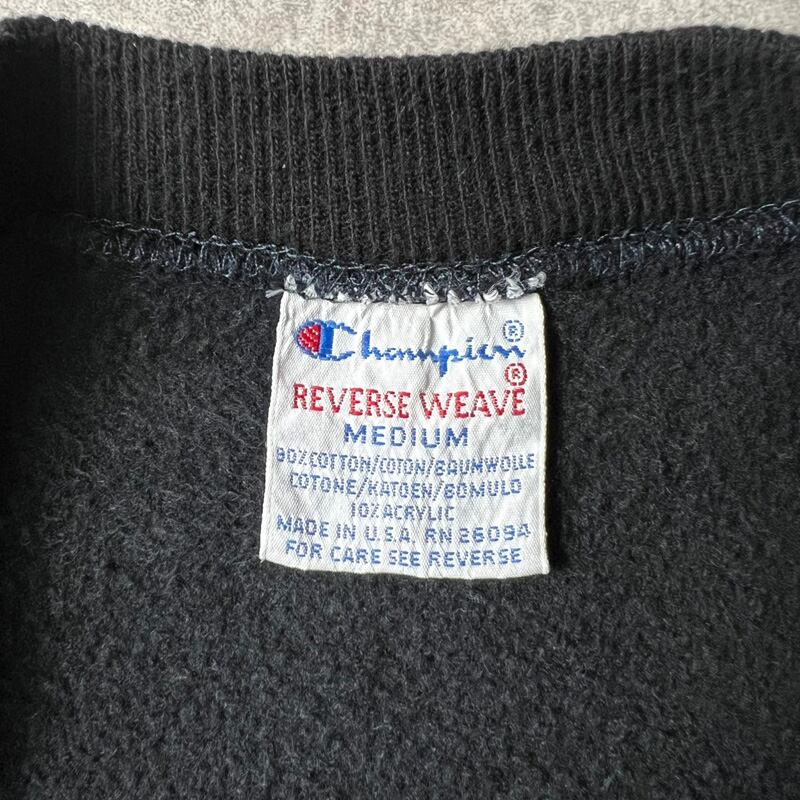 Champion®
REVERSE WEAVE®
MEDIUM
90% COTTON/COTON/BAUMWOLLE
COTONE/KATOEN/BOMULD
10% ACRYLIC
MADE IN U.S.A. RN 26094
FOR CARE SEE REVERSE